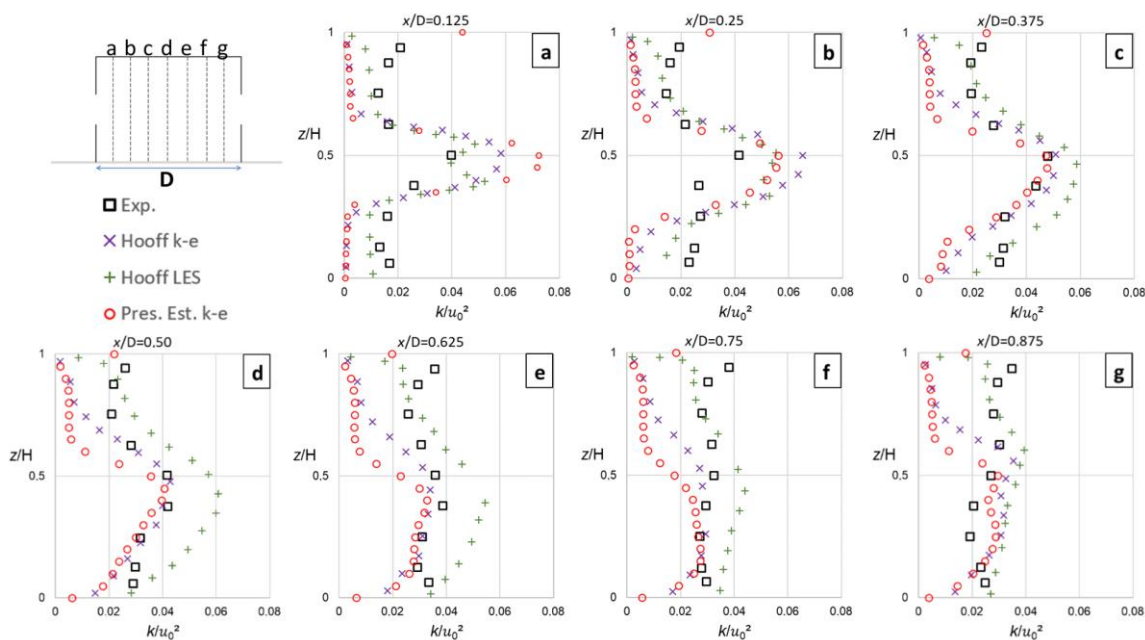 a b c d e f g
D
Exp.
Hooff k-e
Hooff LES
Pres. Est. k-e
x/D=0.125
a
1
z/H
0.5
0
0 0.02 0.04 0.06 0.08
k/u₀²
x/D=0.25
b
1
z/H
0.5
0
0 0.02 0.04 0.06 0.08
k/u₀²
x/D=0.375
c
1
z/H
0.5
0
0 0.02 0.04 0.06 0.08
k/u₀²
x/D=0.50
d
1
z/H
0.5
0
0 0.02 0.04 0.06 0.08
k/u₀²
x/D=0.625
e
1
z/H
0.5
0
0 0.02 0.04 0.06 0.08
k/u₀²
x/D=0.75
f
1
z/H
0.5
0
0 0.02 0.04 0.06 0.08
k/u₀²
x/D=0.875
g
1
z/H
0.5
0
0 0.02 0.04 0.06 0.08
k/u₀²